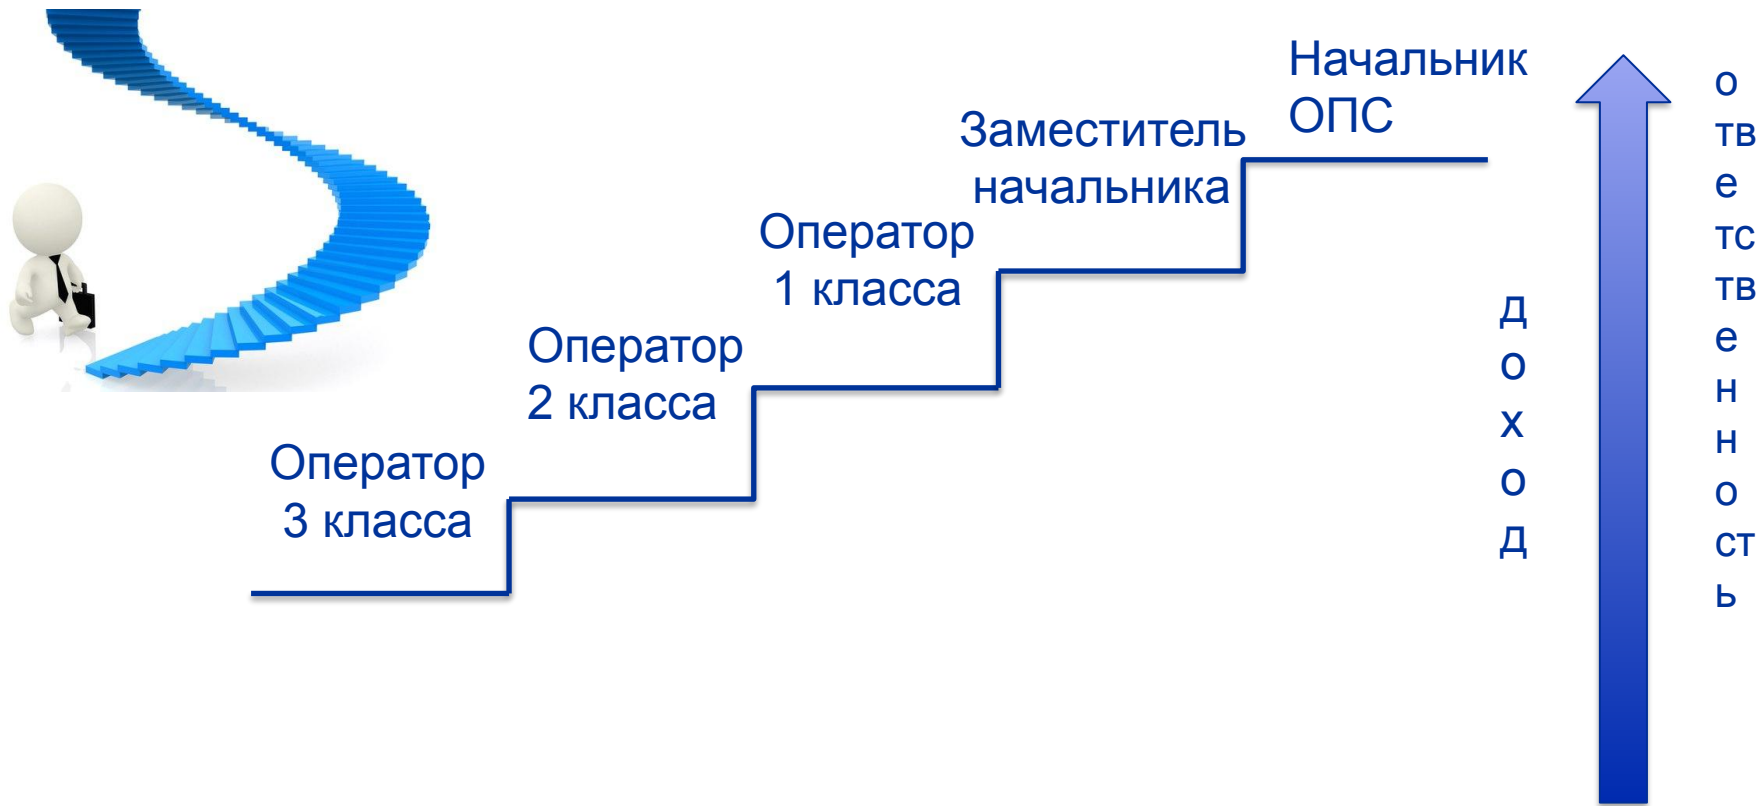 Начальник
ОПС
Заместитель
начальника
Оператор
1 класса
Оператор
2 класса
Оператор
3 класса
д
о
х
о
д
о
тв
е
тс
тв
е
н
н
о
ст
ь